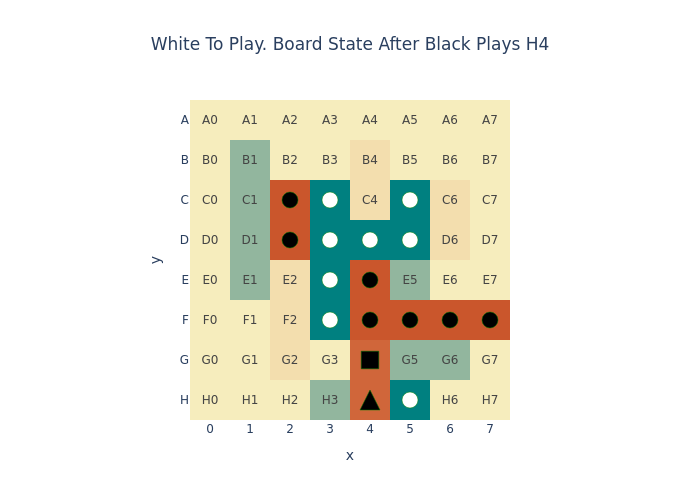 White To Play. Board State After Black Plays H4
A A0 A1 A2 A3 A4 A5 A6 A7
B B0 B1 B2 B3 B4 B5 B6 B7
C C0 C1 C4 C6 C7
D D0 D1 D6 D7
E E0 E1 E2 E5 E6 E7
F F0 F1 F2
G G0 G1 G2 G3 G5 G6 G7
H H0 H1 H2 H3 H6 H7
0 1 2 3 4 5 6 7
x
y